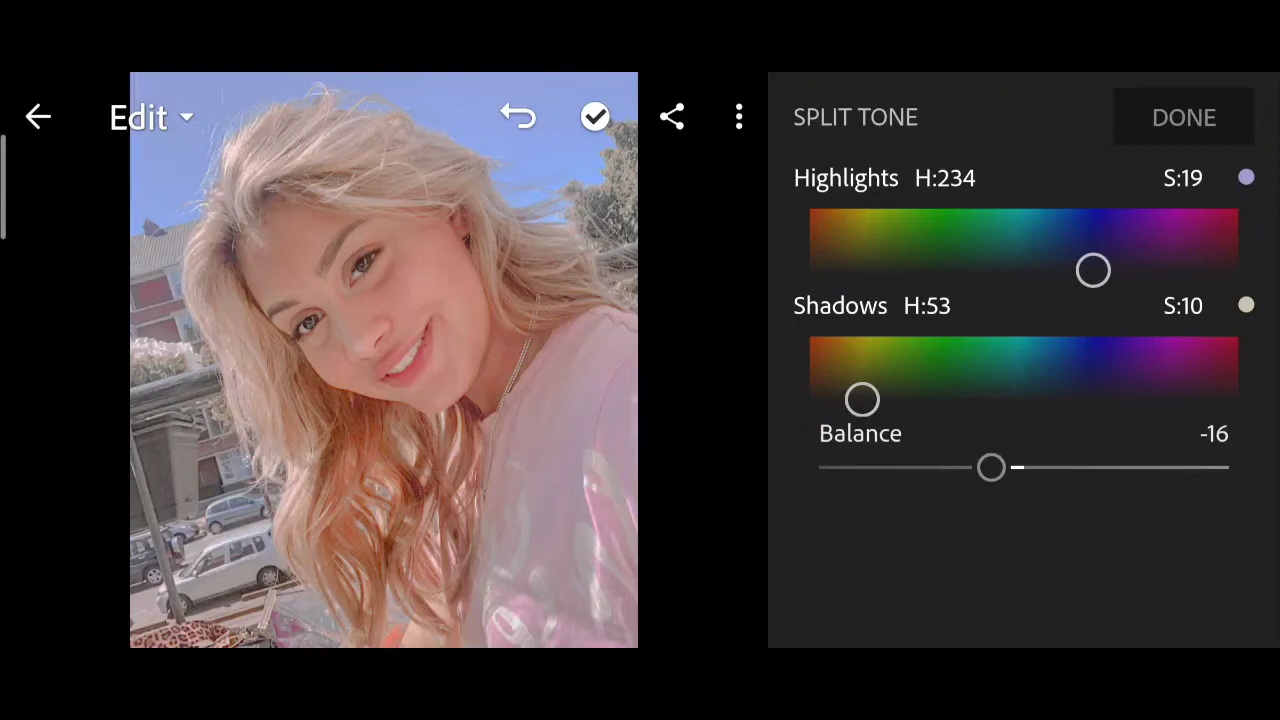 Edit
SPLIT TONE
DONE
Highlights H:234 S:19
Shadows H:53 S:10
Balance -16